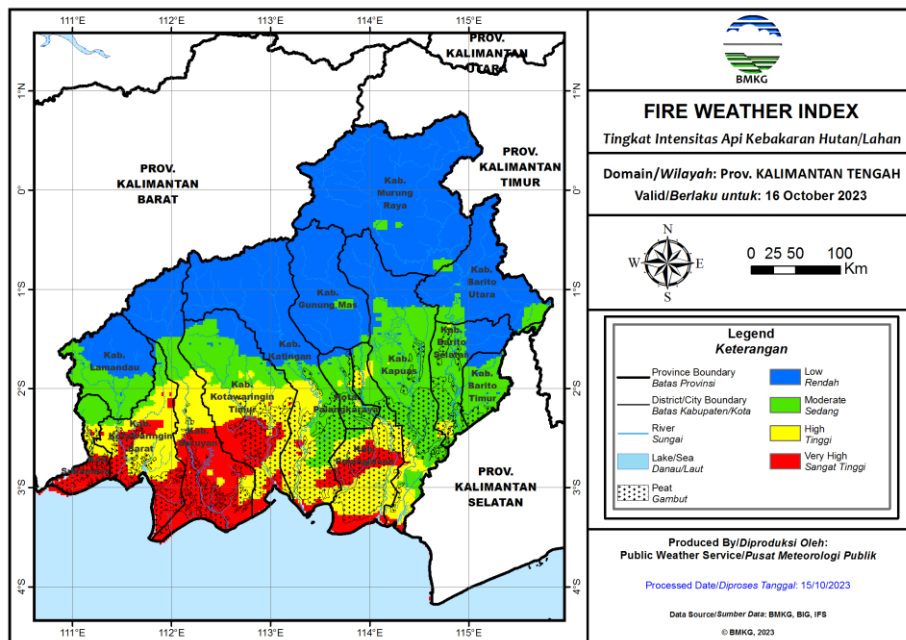 111°E 112°E 113°E 114°E 115°E
PROV.
KALIMANTAN
UTARA
1°N
PROV.
KALIMANTAN
BARAT
PROV.
KALIMANTAN
TIMUR
Kab.
Murung
Raya
0°
Kab.
Barito
Utara
1°S
Kab.
Gunung Mas
Kab.
Barito
Selatan
Kab.
Lamandau
Kab.
Katingan
Kab.
Kapuas
Kab.
Barito
Timur
2°S
Kab.
Kotawaringin
Timur
Kota
Palangkaraya
Kab.
Kotawaringin
Barat
Kab.
Seruyan
Kab.
PROV.
KALIMANTAN
SELATAN
3°S
4°S
111°E 112°E 113°E 114°E 115°E
BMKG
FIRE WEATHER INDEX
Tingkat Intensitas Api Kebakaran Hutan/Lahan
Domain/Wilayah: Prov. KALIMANTAN TENGAH
Valid/Berlaku untuk: 16 October 2023
N
W E
S
0 25 50 100
Km
Legend
Keterangan
Province Boundary
Batas Provinsi
District/City Boundary
Batas Kabupaten/Kota
River
Sungai
Lake/Sea
Danau/Laut
Peat
Gambut
Low
Rendah
Moderate
Sedang
High
Tinggi
Very High
Sangat Tinggi
Produced By/Diproduksi Oleh:
Public Weather Service/Pusat Meteorologi Publik
Processed Date/Diproses Tanggal: 15/10/2023
Data Source/Sumber Data: BMKG, BIG, IFS
© BMKG, 2023